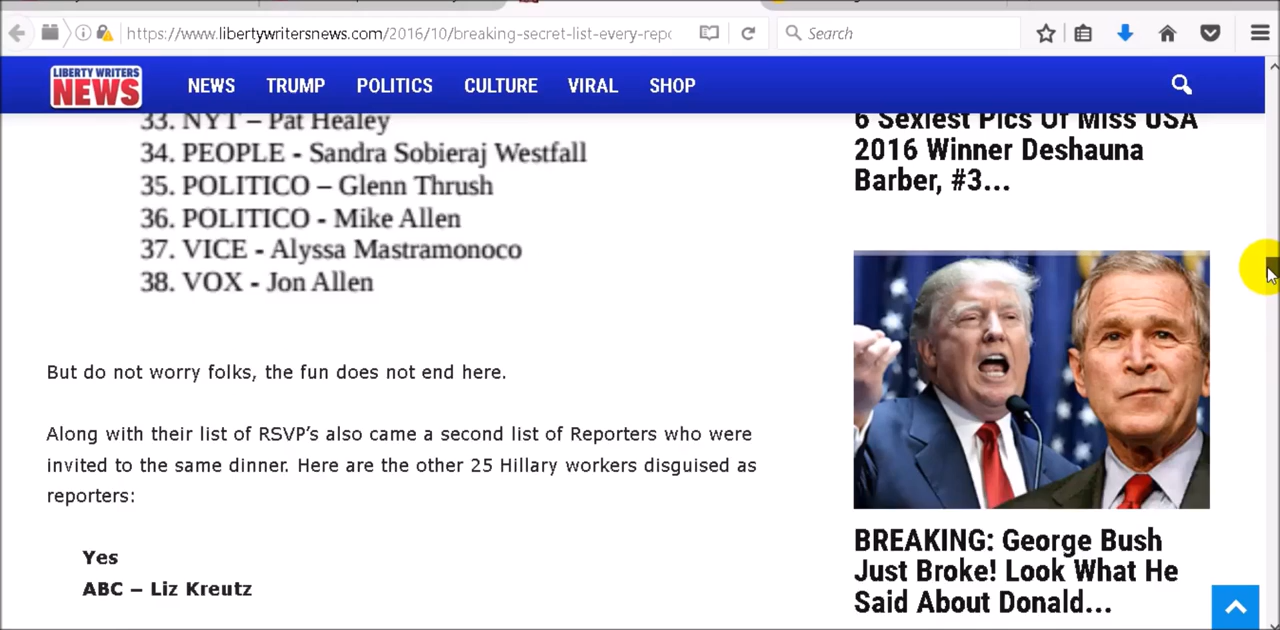 https://www.libertywritersnews.com/2016/10/breaking-secret-list-every-repo
Search
LIBERTY WRITERS
NEWS
NEWS
TRUMP
POLITICS
CULTURE
VIRAL
SHOP
33. NYT – Pat Healey
34. PEOPLE - Sandra Sobieraj Westfall
35. POLITICO – Glenn Thrush
36. POLITICO - Mike Allen
37. VICE - Alyssa Mastramonoco
38. VOX - Jon Allen
But do not worry folks, the fun does not end here.
Along with their list of RSVP’s also came a second list of Reporters who were
invited to the same dinner. Here are the other 25 Hillary workers disguised as
reporters:
Yes
ABC – Liz Kreutz
6 Sexiest Pics Of Miss USA
2016 Winner Deshauna
Barber, #3...
BREAKING: George Bush
Just Broke! Look What He
Said About Donald...